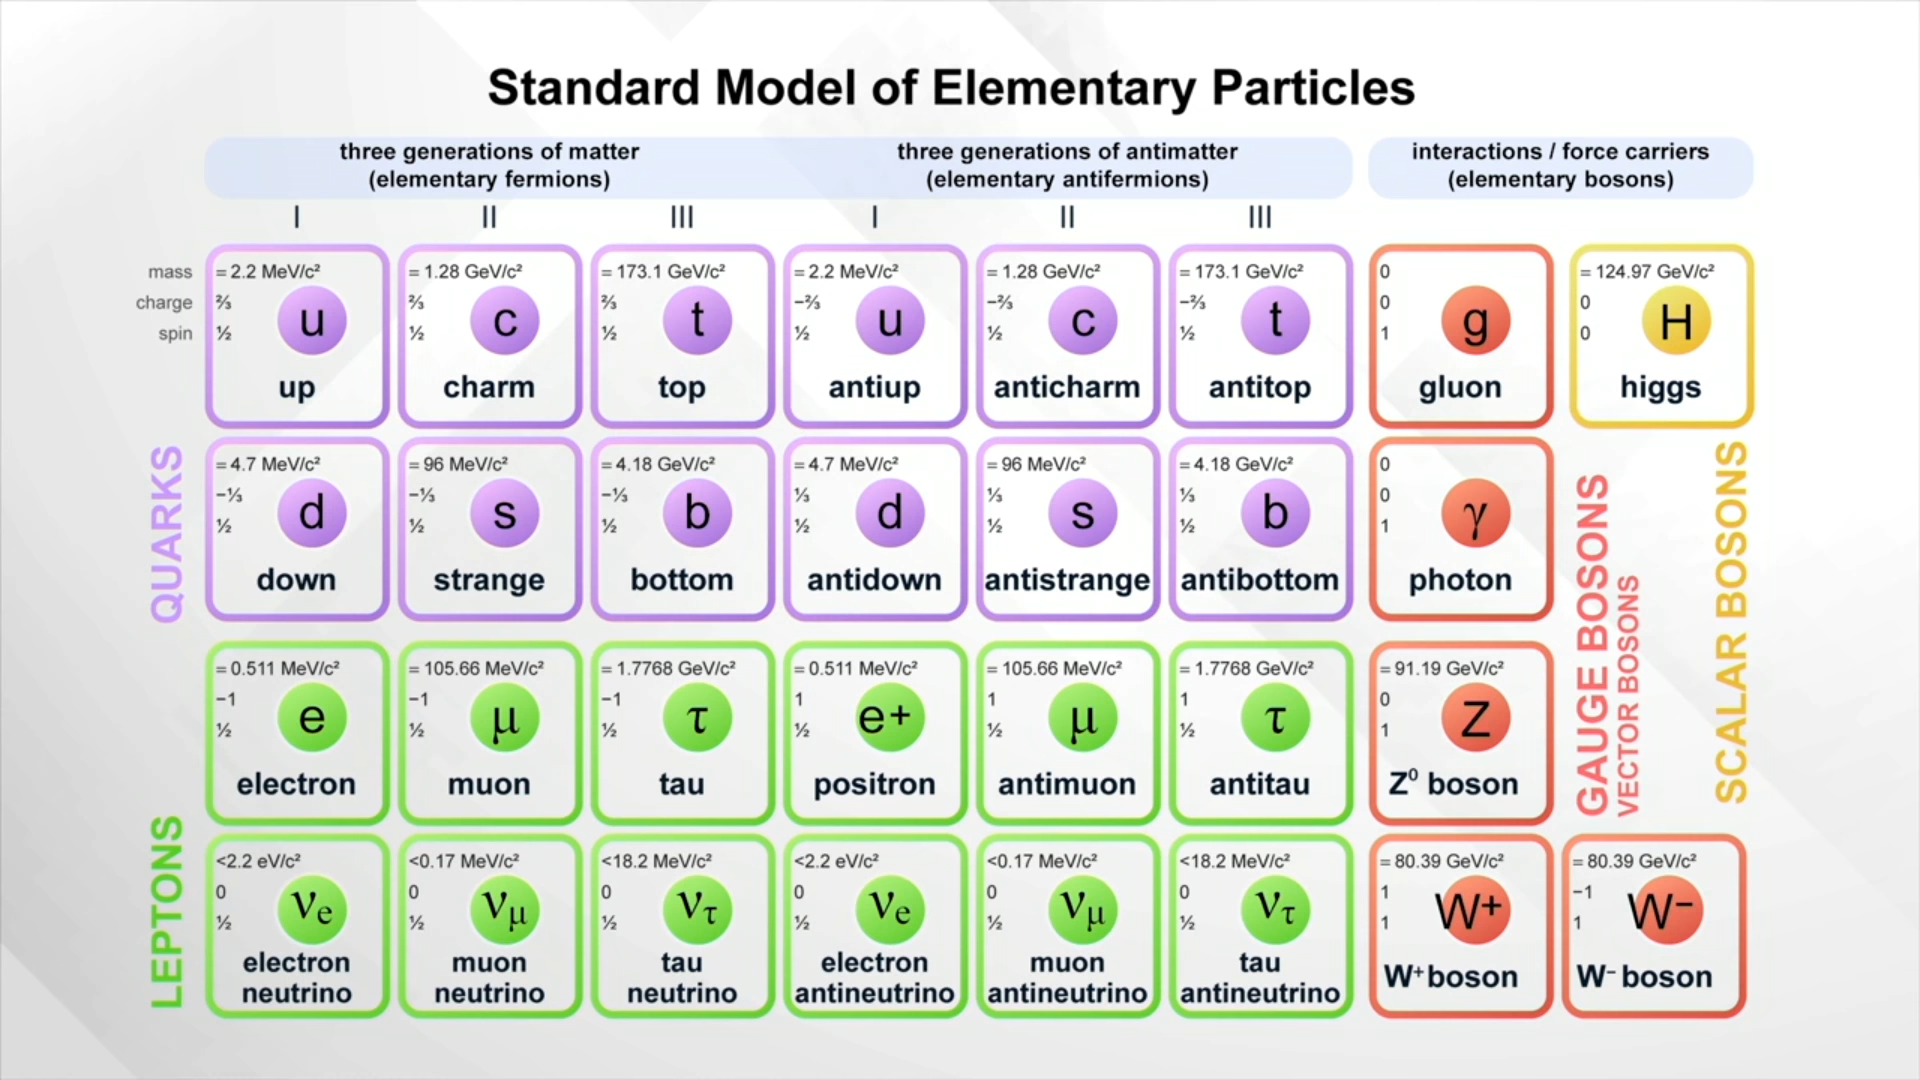 Standard Model of Elementary Particles
three generations of matter
(elementary fermions)
three generations of antimatter
(elementary antifermions)
interactions / force carriers
(elementary bosons)
I II III I II III
mass
charge
spin
= 2.2 MeV/c²
⅔
½
u
up
= 1.28 GeV/c²
⅔
½
c
charm
= 173.1 GeV/c²
⅔
½
t
top
= 2.2 MeV/c²
−⅔
½
u
antiup
= 1.28 GeV/c²
−⅔
½
c
anticharm
= 173.1 GeV/c²
−⅔
½
t
antitop
0
0
1
g
gluon
= 124.97 GeV/c²
0
0
H
higgs
QUARKS
= 4.7 MeV/c²
−⅓
½
d
down
= 96 MeV/c²
−⅓
½
s
strange
= 4.18 GeV/c²
−⅓
½
b
bottom
= 4.7 MeV/c²
⅓
½
d
antidown
= 96 MeV/c²
⅓
½
s
antistrange
= 4.18 GeV/c²
⅓
½
b
antibottom
0
0
1
γ
photon
GAUGE BOSONS
VECTOR BOSONS
SCALAR BOSONS
LEPTONS
= 0.511 MeV/c²
−1
½
e
electron
= 105.66 MeV/c²
−1
½
μ
muon
= 1.7768 GeV/c²
−1
½
τ
tau
= 0.511 MeV/c²
1
½
e+
positron
= 105.66 MeV/c²
1
½
μ
antimuon
= 1.7768 GeV/c²
1
½
τ
antitau
= 91.19 GeV/c²
0
1
Z
Z⁰ boson
<2.2 eV/c²
0
½
νe
electron
neutrino
<0.17 MeV/c²
0
½
νμ
muon
neutrino
<18.2 MeV/c²
0
½
ντ
tau
neutrino
<2.2 eV/c²
0
½
νe
electron
antineutrino
<0.17 MeV/c²
0
½
νμ
muon
antineutrino
<18.2 MeV/c²
0
½
ντ
tau
antineutrino
= 80.39 GeV/c²
1
1
W+
W⁺ boson
= 80.39 GeV/c²
−1
1
W−
W⁻ boson